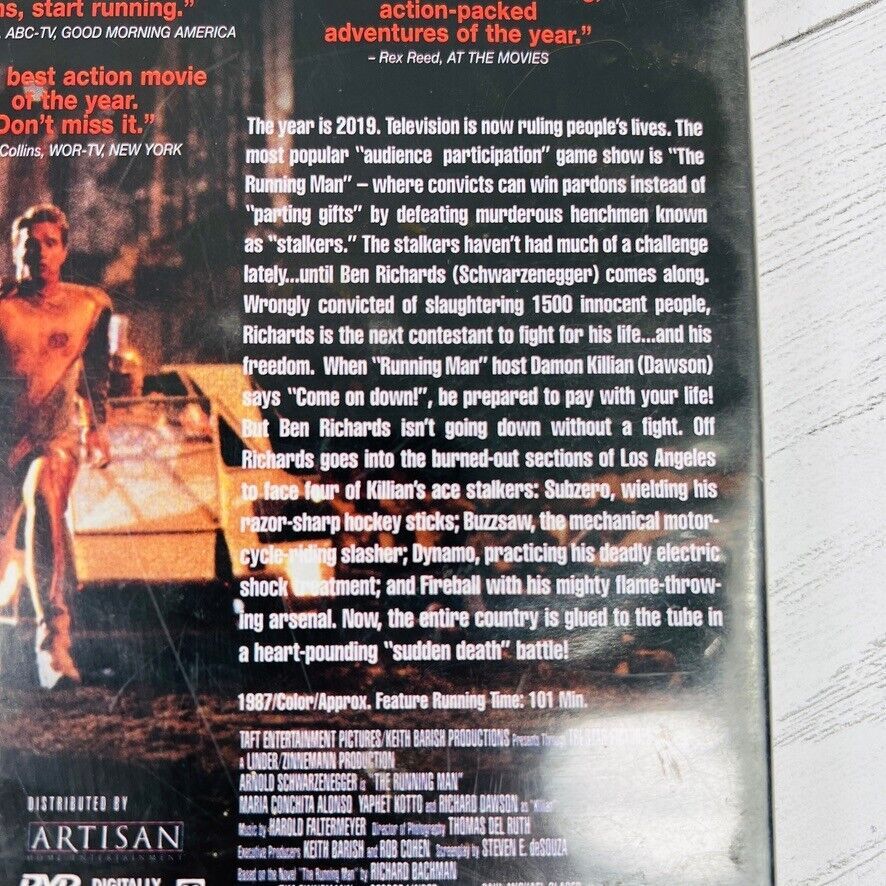 ns, start running."
ABC-TV, GOOD MORNING AMERICA
best action movie
of the year.
Don't miss it."
Collins, WOR-TV, NEW YORK
action-packed
adventures of the year."
– Rex Reed, AT THE MOVIES
The year is 2019. Television is now ruling people's lives. The
most popular "audience participation" game show is "The
Running Man" – where convicts can win pardons instead of
"parting gifts" by defeating murderous henchmen known
as "stalkers." The stalkers haven't had much of a challenge
lately...until Ben Richards (Schwarzenegger) comes along.
Wrongly convicted of slaughtering 1500 innocent people,
Richards is the next contestant to fight for his life...and his
freedom. When "Running Man" host Damon Killian (Dawson)
says "Come on down!", be prepared to pay with your life!
But Ben Richards isn't going down without a fight. Off
Richards goes into the burned-out sections of Los Angeles
to face four of Killian's ace stalkers: Subzero, wielding his
razor-sharp hockey sticks; Buzzsaw, the mechanical motor-
cycle-riding slasher; Dynamo, practicing his deadly electric
shock treatment; and Fireball with his mighty flame-throw-
ing arsenal. Now, the entire country is glued to the tube in
a heart-pounding "sudden death" battle!
1987/Color/Approx. Feature Running Time: 101 Min.
TAFT ENTERTAINMENT PICTURES/KEITH BARISH PRODUCTIONS Presents Through TRI STAR
A LINDER/ZINNEMANN PRODUCTION
ARNOLD SCHWARZENEGGER is "THE RUNNING MAN"
MARIA CONCHITA ALONSO YAPHET KOTTO and RICHARD DAWSON as "Killian"
Music by HAROLD FALTERMEYER Director of Photography THOMAS DEL RUTH
Executive Producers KEITH BARISH and ROB COHEN Screenplay by STEVEN E. deSOUZA
Based on the Novel "The Running Man" by RICHARD BACHMAN
DISTRIBUTED BY
ARTISAN
HOME ENTERTAINMENT
DVD DIGITALLY